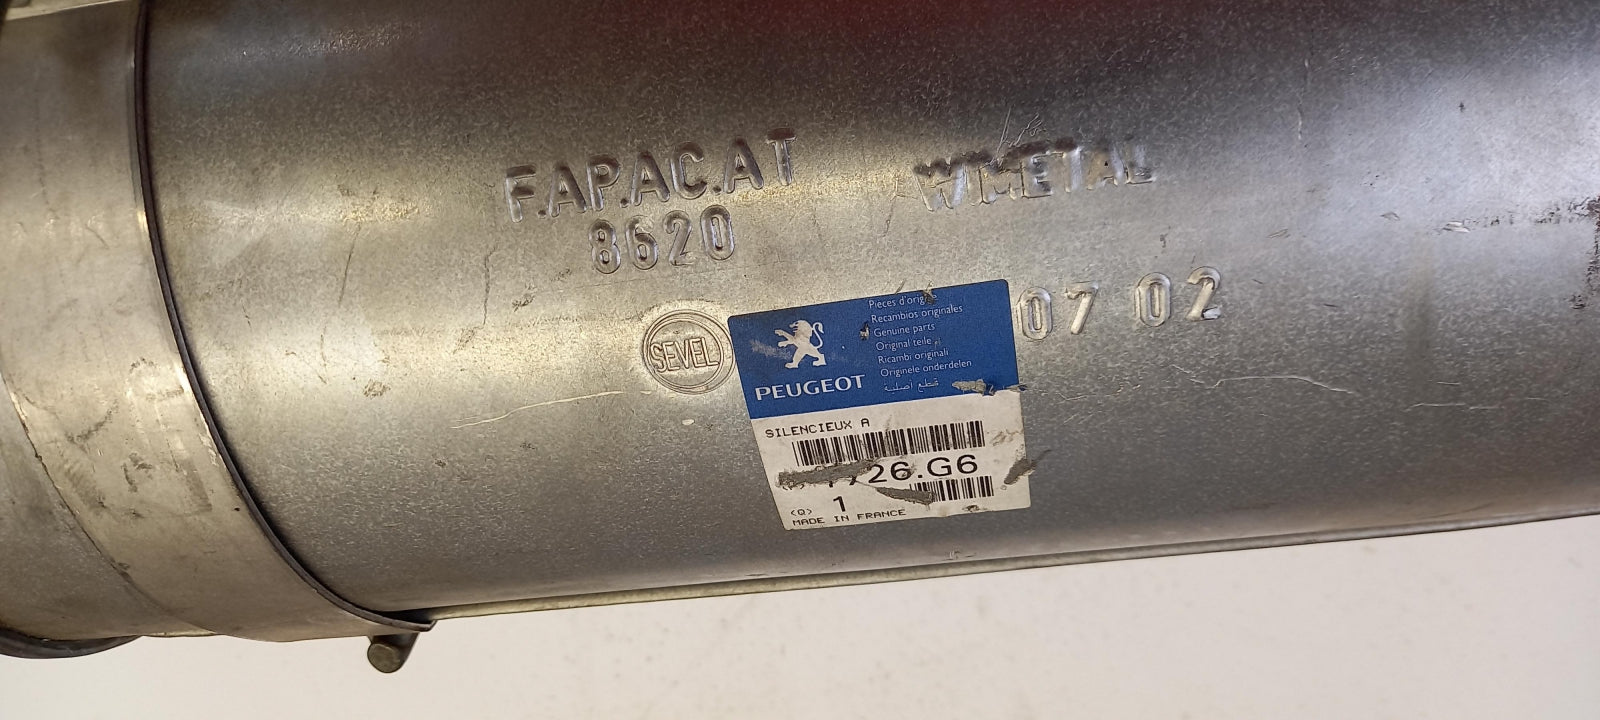 F.AP.AC.AT
8620
WIMETAL
SEVEL
07 02
PEUGEOT
Pieces d'origine
Recambios originales
Genuine parts
Original teile
Ricambi originali
Originele onderdelen
قطع اصلية
SILENCIEUX A
26.G6
(Q) 1
MADE IN FRANCE